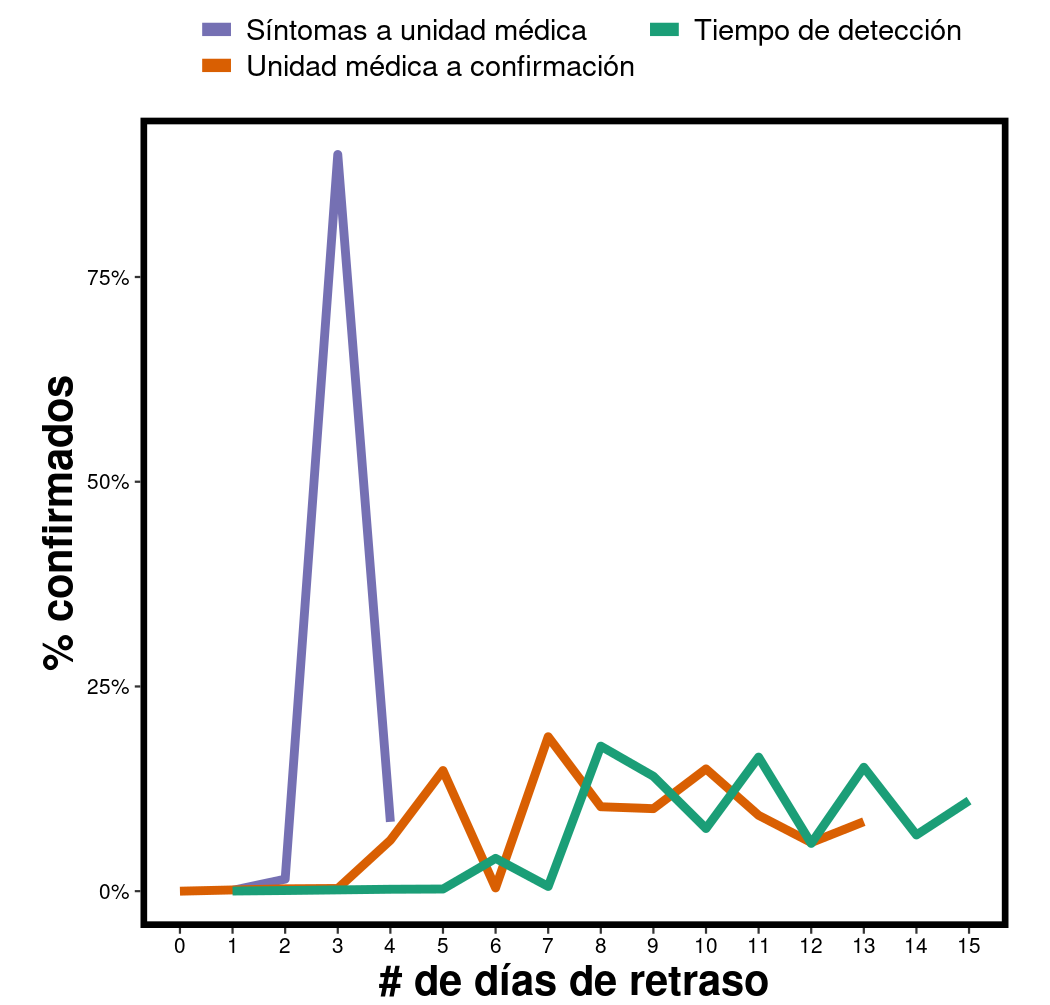 Síntomas a unidad médica
Tiempo de detección
Unidad médica a confirmación
% confirmados
75%
50%
25%
0%
0 1 2 3 4 5 6 7 8 9 10 11 12 13 14 15
# de días de retraso